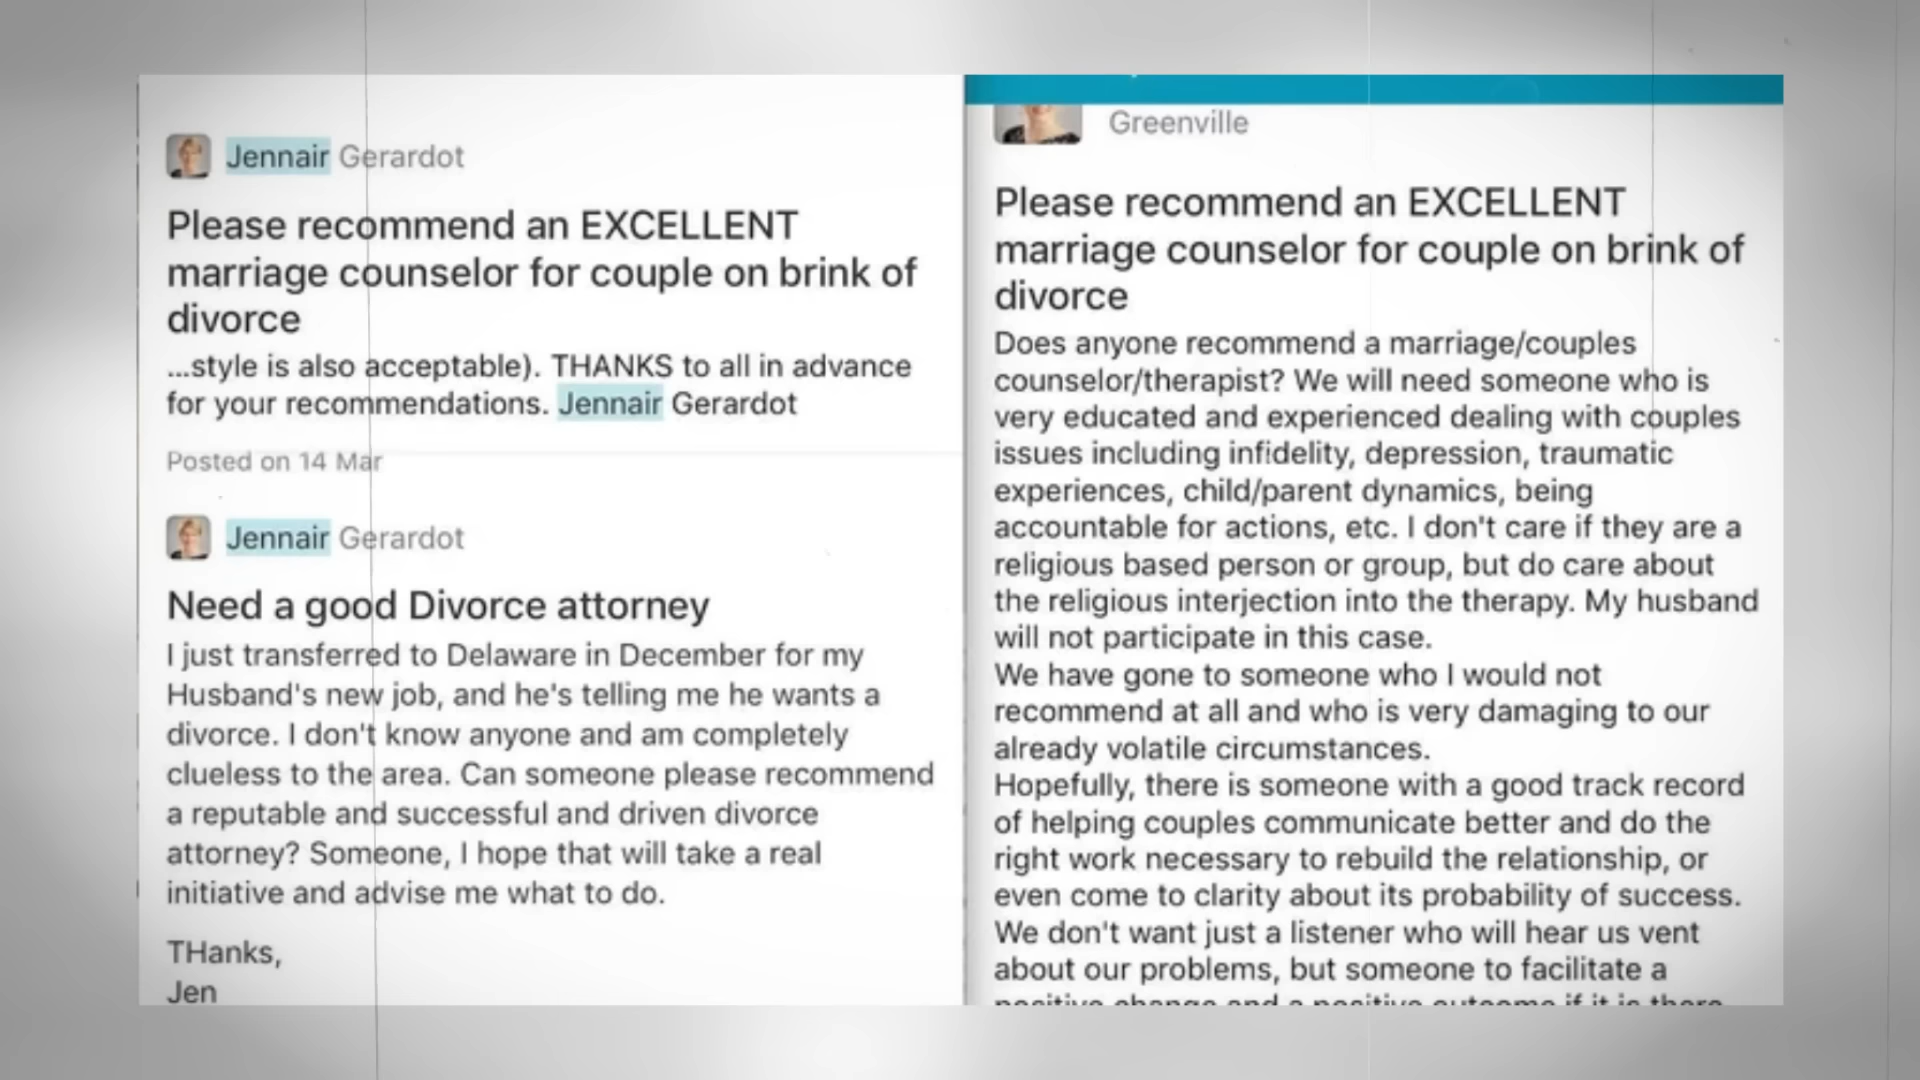 Jennair Gerardot
Please recommend an EXCELLENT
marriage counselor for couple on brink of
divorce
...style is also acceptable). THANKS to all in advance
for your recommendations. Jennair Gerardot
Posted on 14 Mar
Jennair Gerardot
Need a good Divorce attorney
I just transferred to Delaware in December for my
Husband's new job, and he's telling me he wants a
divorce. I don't know anyone and am completely
clueless to the area. Can someone please recommend
a reputable and successful and driven divorce
attorney? Someone, I hope that will take a real
initiative and advise me what to do.
THanks,
Jen
Greenville
Please recommend an EXCELLENT
marriage counselor for couple on brink of
divorce
Does anyone recommend a marriage/couples
counselor/therapist? We will need someone who is
very educated and experienced dealing with couples
issues including infidelity, depression, traumatic
experiences, child/parent dynamics, being
accountable for actions, etc. I don't care if they are a
religious based person or group, but do care about
the religious interjection into the therapy. My husband
will not participate in this case.
We have gone to someone who I would not
recommend at all and who is very damaging to our
already volatile circumstances.
Hopefully, there is someone with a good track record
of helping couples communicate better and do the
right work necessary to rebuild the relationship, or
even come to clarity about its probability of success.
We don't want just a listener who will hear us vent
about our problems, but someone to facilitate a
positive change and a positive outcome if it is there